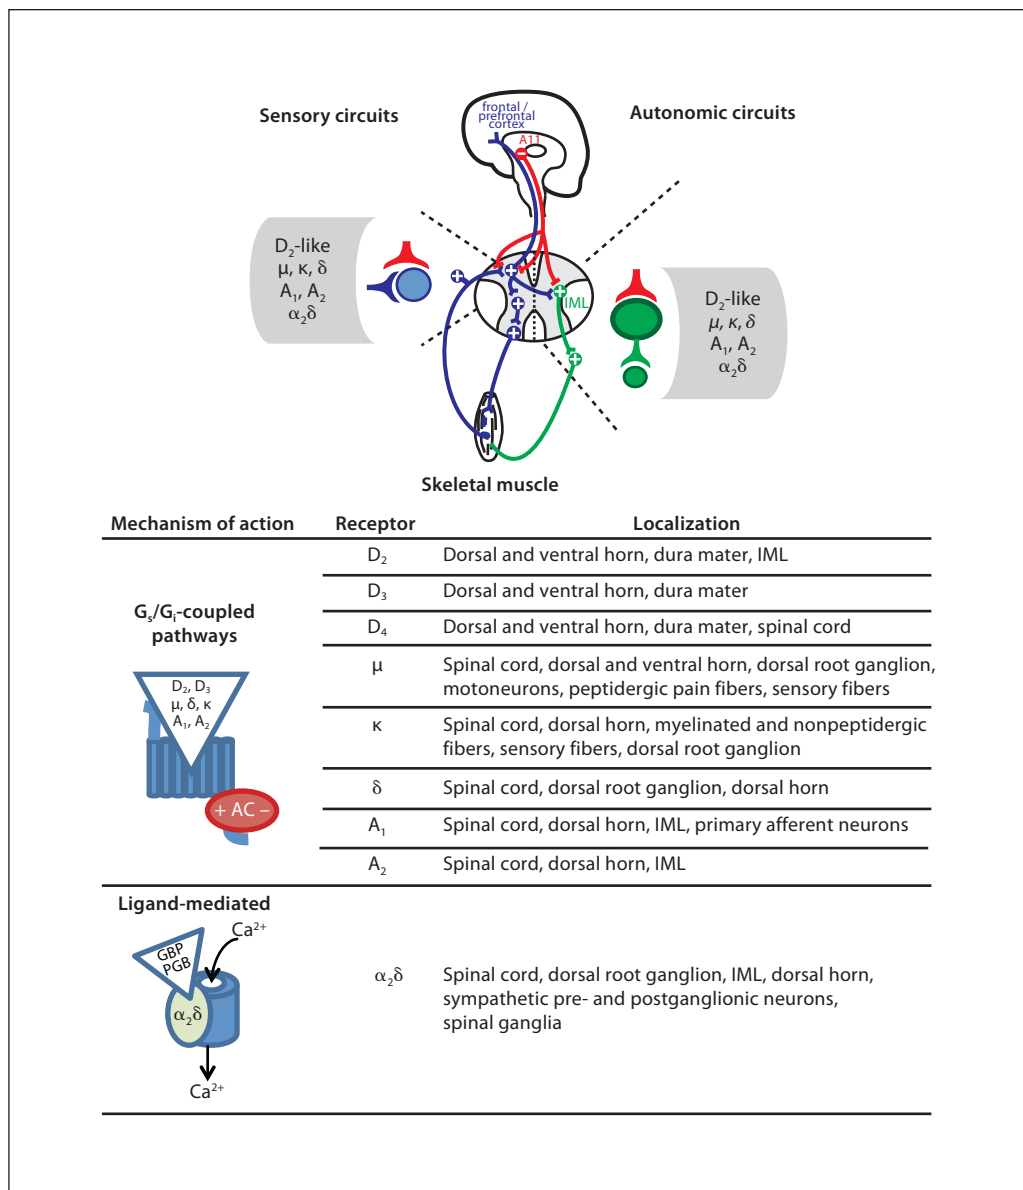 Sensory circuits
frontal /
prefrontal
cortex
A11
Autonomic circuits
D₂-like
μ, κ, δ
A₁, A₂
α₂δ
IML
D₂-like
μ, κ, δ
A₁, A₂
α₂δ
Skeletal muscle
Mechanism of action Receptor Localization
D₂ Dorsal and ventral horn, dura mater, IML
D₃ Dorsal and ventral horn, dura mater
Gₛ/Gᵢ-coupled
pathways
D₄ Dorsal and ventral horn, dura mater, spinal cord
μ Spinal cord, dorsal and ventral horn, dorsal root ganglion,
motoneurons, peptidergic pain fibers, sensory fibers
D₂, D₃
μ, δ, κ
A₁, A₂
κ Spinal cord, dorsal horn, myelinated and nonpeptidergic
fibers, sensory fibers, dorsal root ganglion
δ Spinal cord, dorsal root ganglion, dorsal horn
+ AC –
A₁ Spinal cord, dorsal horn, IML, primary afferent neurons
A₂ Spinal cord, dorsal horn, IML
Ligand-mediated
Ca²⁺
GBP
PGB
α₂δ
Ca²⁺
α₂δ Spinal cord, dorsal root ganglion, IML, dorsal horn,
sympathetic pre- and postganglionic neurons,
spinal ganglia